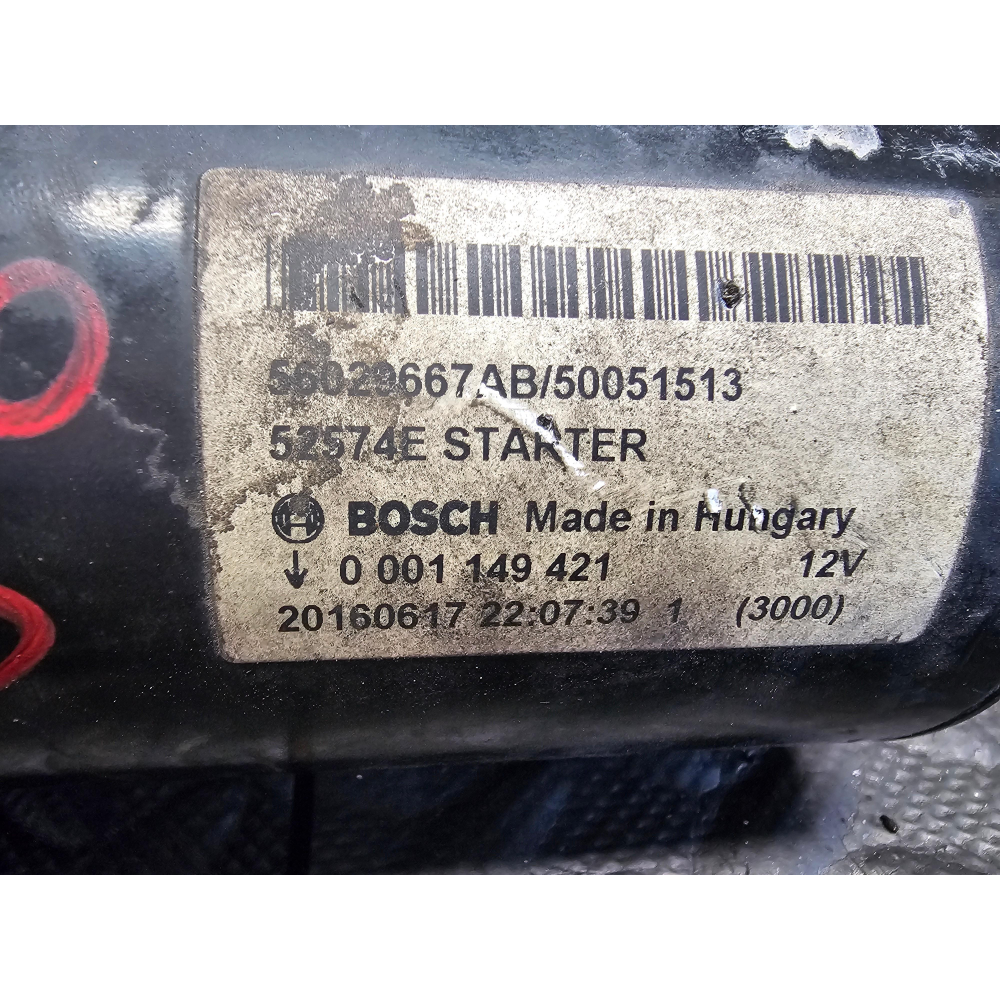 56029667AB/50051513
52574E STARTER
BOSCH Made in Hungary
↓ 0 001 149 421 12V
20160617 22:07:39 1 (3000)